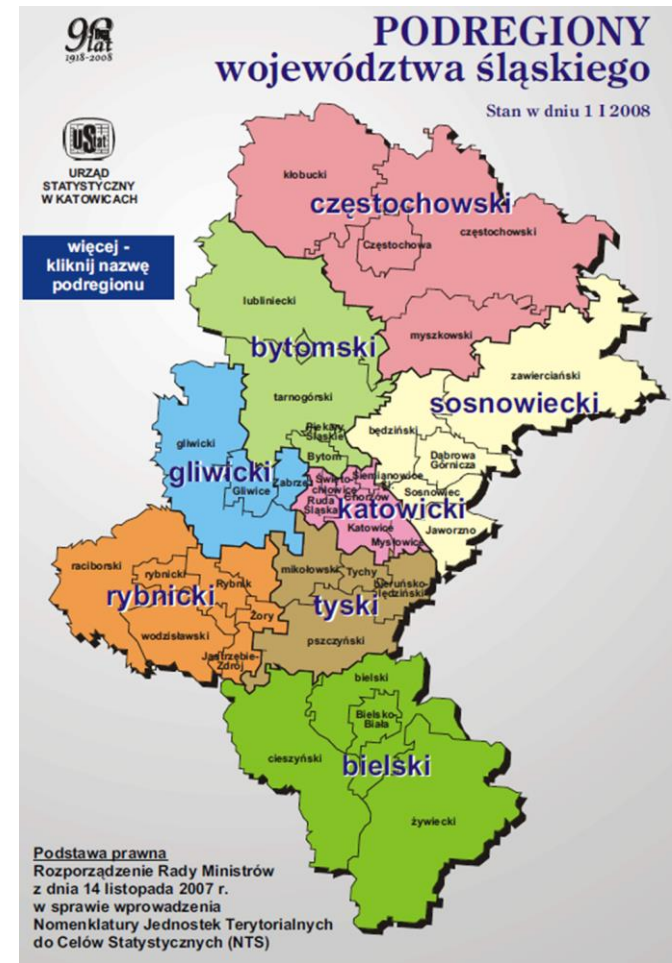 90 lat
1918-2008
PODREGIONY
województwa śląskiego
Stan w dniu 1 I 2008
UStat
URZĄD
STATYSTYCZNY
W KATOWICACH
więcej -
kliknij nazwę
podregionu
kłobucki
częstochowski
częstochowski
Częstochowa
lubliniecki
myszkowski
bytomski
zawierciański
tarnogórski
sosnowiecki
będziński
Piekary
Śląskie
gliwicki
Bytom
Dąbrowa
Górnicza
gliwicki
Zabrze
Gliwice
Siemianowice
Święto-
chłowice
Chorzów
Sosnowiec
Ruda
Śląska
katowicki
Katowice
Jaworzno
Mysłowice
raciborski
rybnicki
mikołowski
Tychy
Rybnik
bieruńsko-
lędziński
rybnicki
tyski
Żory
wodzisławski
pszczyński
Jastrzębie-
Zdrój
bielski
Bielsko-
Biała
cieszyński
bielski
żywiecki
Podstawa prawna
Rozporządzenie Rady Ministrów
z dnia 14 listopada 2007 r.
w sprawie wprowadzenia
Nomenklatury Jednostek Terytorialnych
do Celów Statystycznych (NTS)